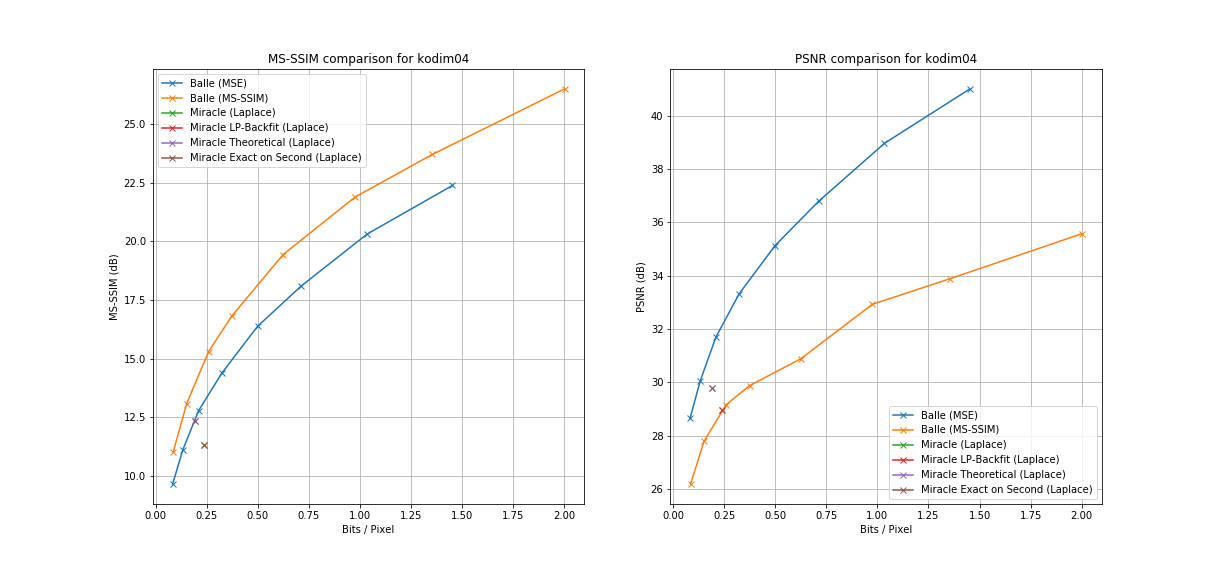 MS-SSIM comparison for kodim04
Balle (MSE)
Balle (MS-SSIM)
Miracle (Laplace)
Miracle LP-Backfit (Laplace)
Miracle Theoretical (Laplace)
Miracle Exact on Second (Laplace)
25.0
22.5
20.0
17.5
15.0
12.5
10.0
MS-SSIM (dB)
0.00 0.25 0.50 0.75 1.00 1.25 1.50 1.75 2.00
Bits / Pixel
PSNR comparison for kodim04
40
38
36
34
32
30
28
26
PSNR (dB)
Balle (MSE)
Balle (MS-SSIM)
Miracle (Laplace)
Miracle LP-Backfit (Laplace)
Miracle Theoretical (Laplace)
Miracle Exact on Second (Laplace)
0.00 0.25 0.50 0.75 1.00 1.25 1.50 1.75 2.00
Bits / Pixel